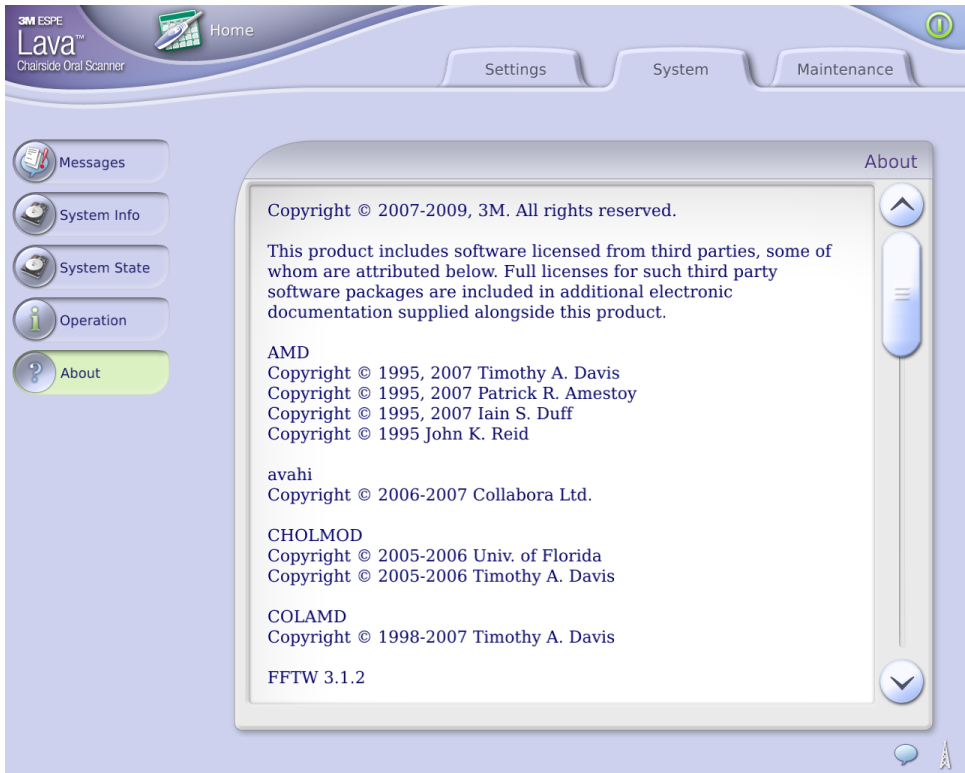 3M ESPE
Lava™
Chairside Oral Scanner
Home
Settings
System
Maintenance
Messages
System Info
System State
Operation
About
About
Copyright © 2007-2009, 3M. All rights reserved.
This product includes software licensed from third parties, some of
whom are attributed below. Full licenses for such third party
software packages are included in additional electronic
documentation supplied alongside this product.
AMD
Copyright © 1995, 2007 Timothy A. Davis
Copyright © 1995, 2007 Patrick R. Amestoy
Copyright © 1995, 2007 Iain S. Duff
Copyright © 1995 John K. Reid
avahi
Copyright © 2006-2007 Collabora Ltd.
CHOLMOD
Copyright © 2005-2006 Univ. of Florida
Copyright © 2005-2006 Timothy A. Davis
COLAMD
Copyright © 1998-2007 Timothy A. Davis
FFTW 3.1.2